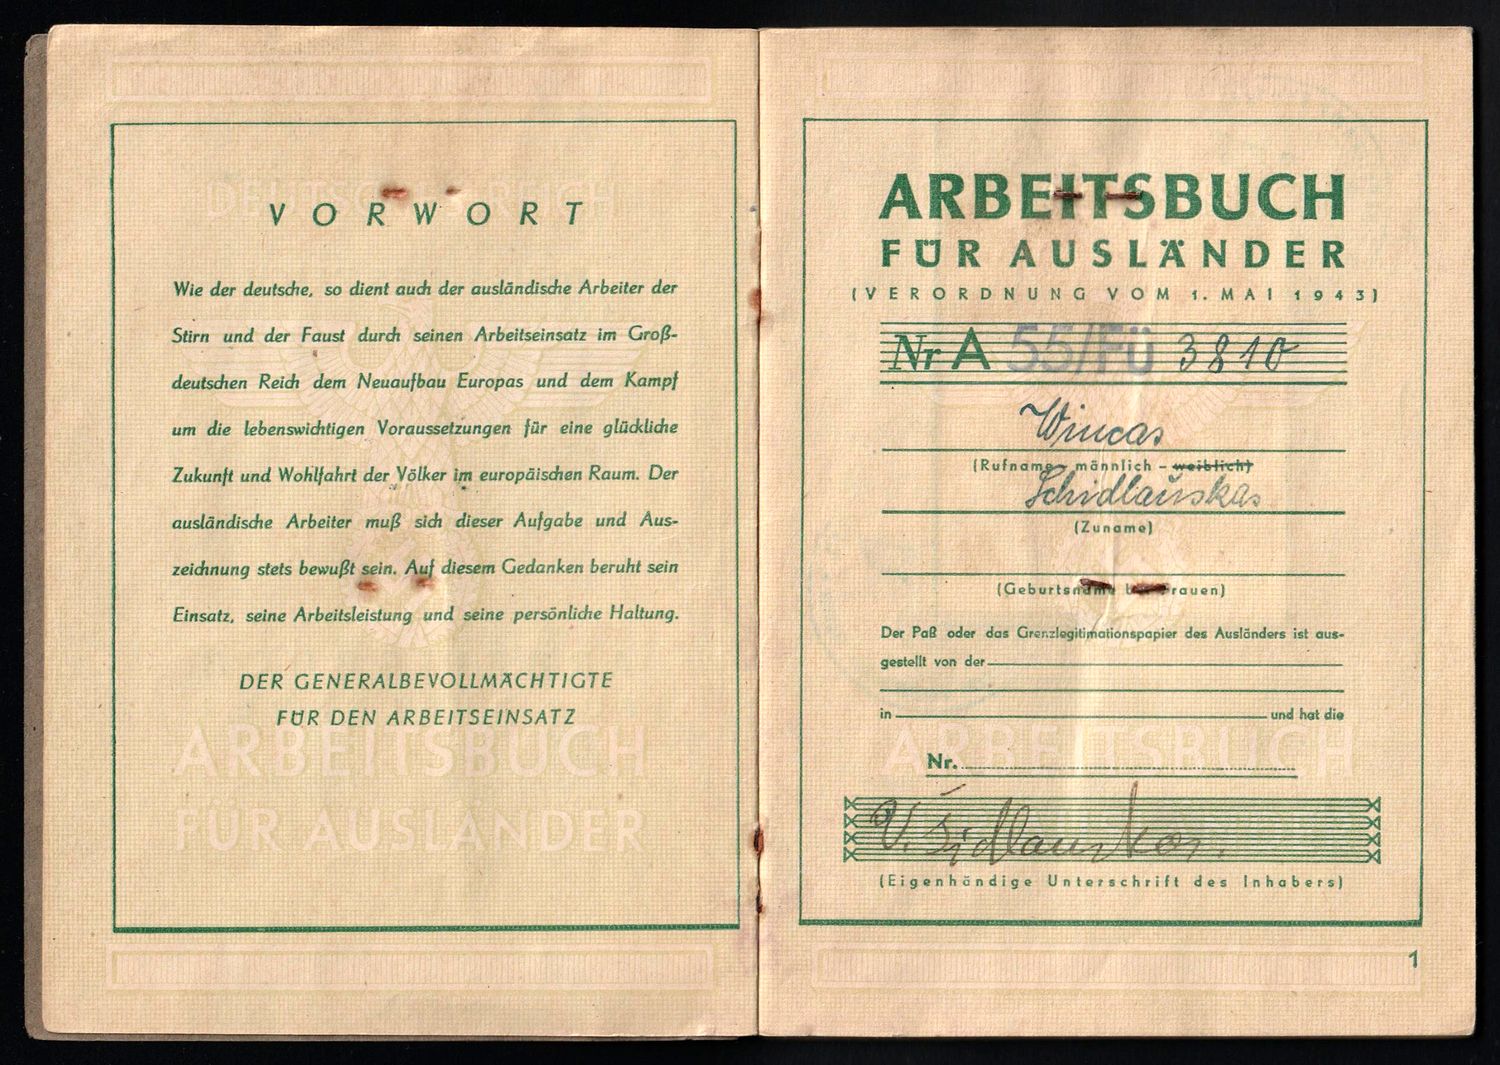 DEUTSCHES REICH
VORWORT
Wie der deutsche, so dient auch der ausländische Arbeiter der
Stirn und der Faust durch seinen Arbeitseinsatz im Groß-
deutschen Reich dem Neuaufbau Europas und dem Kampf
um die lebenswichtigen Voraussetzungen für eine glückliche
Zukunft und Wohlfahrt der Völker im europäischen Raum. Der
ausländische Arbeiter muß sich dieser Aufgabe und Aus-
zeichnung stets bewußt sein. Auf diesem Gedanken beruht sein
Einsatz, seine Arbeitsleistung und seine persönliche Haltung.
DER GENERALBEVOLLMÄCHTIGTE
FÜR DEN ARBEITSEINSATZ
ARBEITSBUCH
FÜR AUSLÄNDER
ARBEITSBUCH
FÜR AUSLÄNDER
(VERORDNUNG VOM 1. MAI 1943)
Nr A 55/Fü 3810
Wincas
(Rufname – männlich – weiblich)
Schidlauskas
(Zuname)
(Geburtsname bei Frauen)
Der Paß oder das Grenzlegitimationspapier des Ausländers ist aus-
gestellt von der
in und hat die
ARBEITSBUCH
Nr.
V. Šidlauskas.
(Eigenhändige Unterschrift des Inhabers)
1